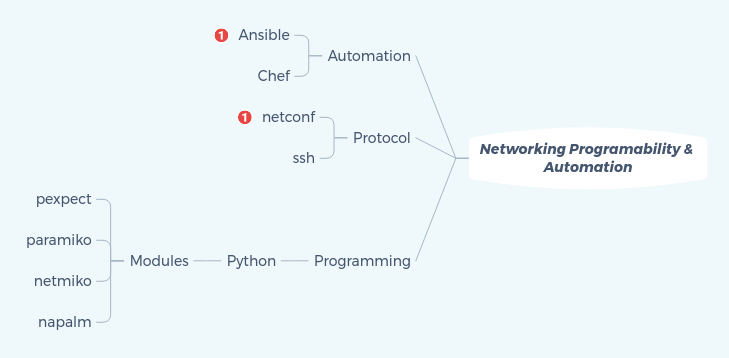 1 Ansible
Automation
Chef
1 netconf
Protocol
ssh
Networking Programability &
Automation
pexpect
paramiko
Modules
Python
Programming
netmiko
napalm